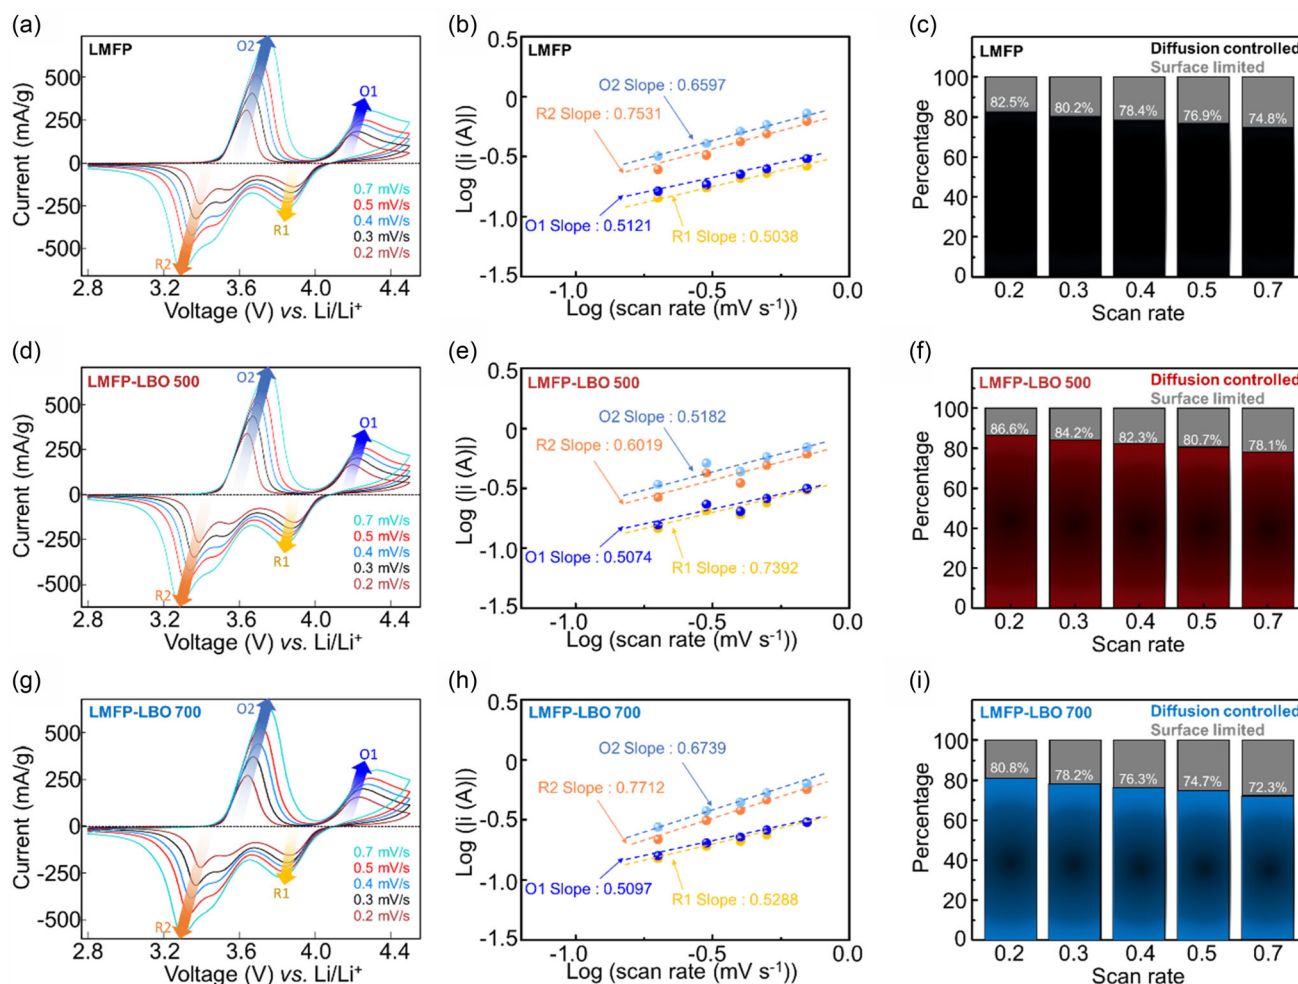 (a)
LMFP
O2
O1
R1
R2
0.7 mV/s
0.5 mV/s
0.4 mV/s
0.3 mV/s
0.2 mV/s
500
250
0
-250
-500
Current (mA/g)
2.8 3.2 3.6 4.0 4.4
Voltage (V) vs. Li/Li⁺
(b)
LMFP
O2 Slope : 0.6597
R2 Slope : 0.7531
O1 Slope : 0.5121
R1 Slope : 0.5038
0.5
0.0
-0.5
-1.0
-1.5
Log (|i (A)|)
-1.0 -0.5 0.0
Log (scan rate (mV s⁻¹))
(c)
LMFP
Diffusion controlled
Surface limited
82.5% 80.2% 78.4% 76.9% 74.8%
100
80
60
40
20
0
Percentage
0.2 0.3 0.4 0.5 0.7
Scan rate
(d)
LMFP-LBO 500
O2
O1
R1
R2
0.7 mV/s
0.5 mV/s
0.4 mV/s
0.3 mV/s
0.2 mV/s
500
250
0
-250
-500
Current (mA/g)
2.8 3.2 3.6 4.0 4.4
Voltage (V) vs. Li/Li⁺
(e)
LMFP-LBO 500
O2 Slope : 0.5182
R2 Slope : 0.6019
O1 Slope : 0.5074
R1 Slope : 0.7392
0.5
0.0
-0.5
-1.0
-1.5
Log (|i (A)|)
-1.0 -0.5 0.0
Log (scan rate (mV s⁻¹))
(f)
LMFP-LBO 500
Diffusion controlled
Surface limited
86.6% 84.2% 82.3% 80.7% 78.1%
100
80
60
40
20
0
Percentage
0.2 0.3 0.4 0.5 0.7
Scan rate
(g)
LMFP-LBO 700
O2
O1
R1
R2
0.7 mV/s
0.5 mV/s
0.4 mV/s
0.3 mV/s
0.2 mV/s
500
250
0
-250
-500
Current (mA/g)
2.8 3.2 3.6 4.0 4.4
Voltage (V) vs. Li/Li⁺
(h)
LMFP-LBO 700
O2 Slope : 0.6739
R2 Slope : 0.7712
O1 Slope : 0.5097
R1 Slope : 0.5288
0.5
0.0
-0.5
-1.0
-1.5
Log (|i (A)|)
-1.0 -0.5 0.0
Log (scan rate (mV s⁻¹))
(i)
LMFP-LBO 700
Diffusion controlled
Surface limited
80.8% 78.2% 76.3% 74.7% 72.3%
100
80
60
40
20
0
Percentage
0.2 0.3 0.4 0.5 0.7
Scan rate